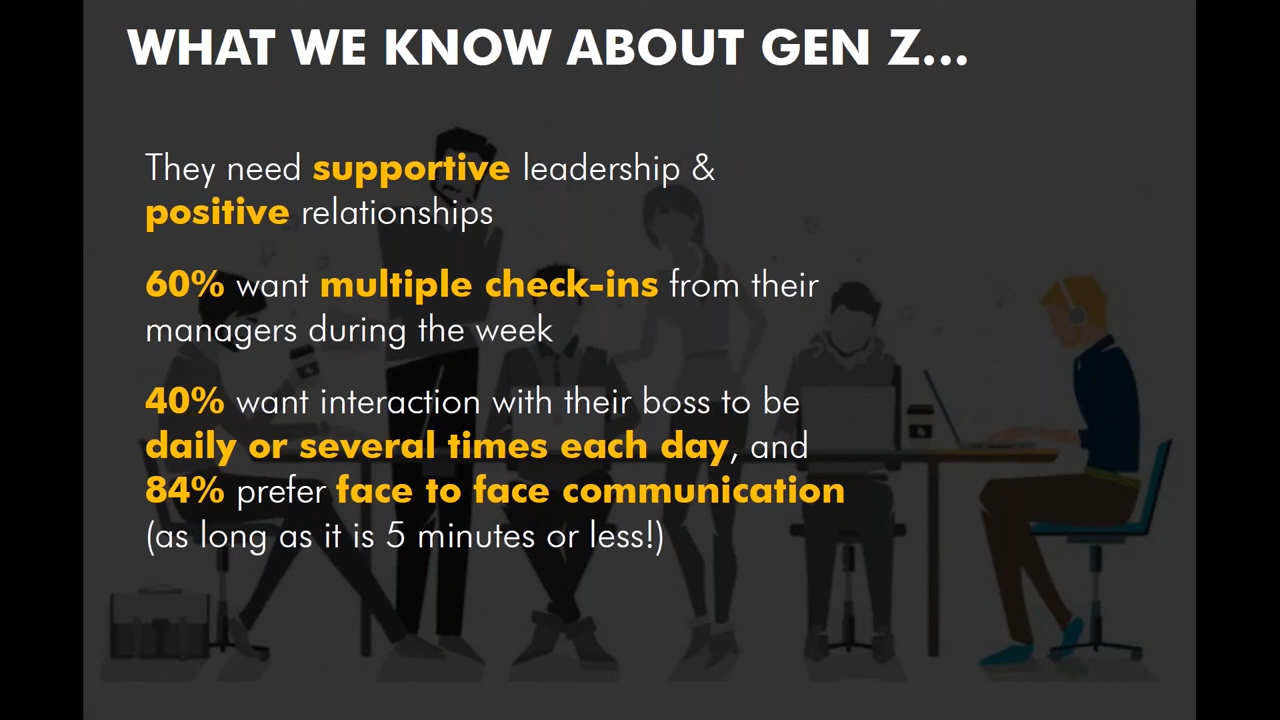 WHAT WE KNOW ABOUT GEN Z...
They need supportive leadership &
positive relationships
60% want multiple check-ins from their
managers during the week
40% want interaction with their boss to be
daily or several times each day, and
84% prefer face to face communication
(as long as it is 5 minutes or less!)